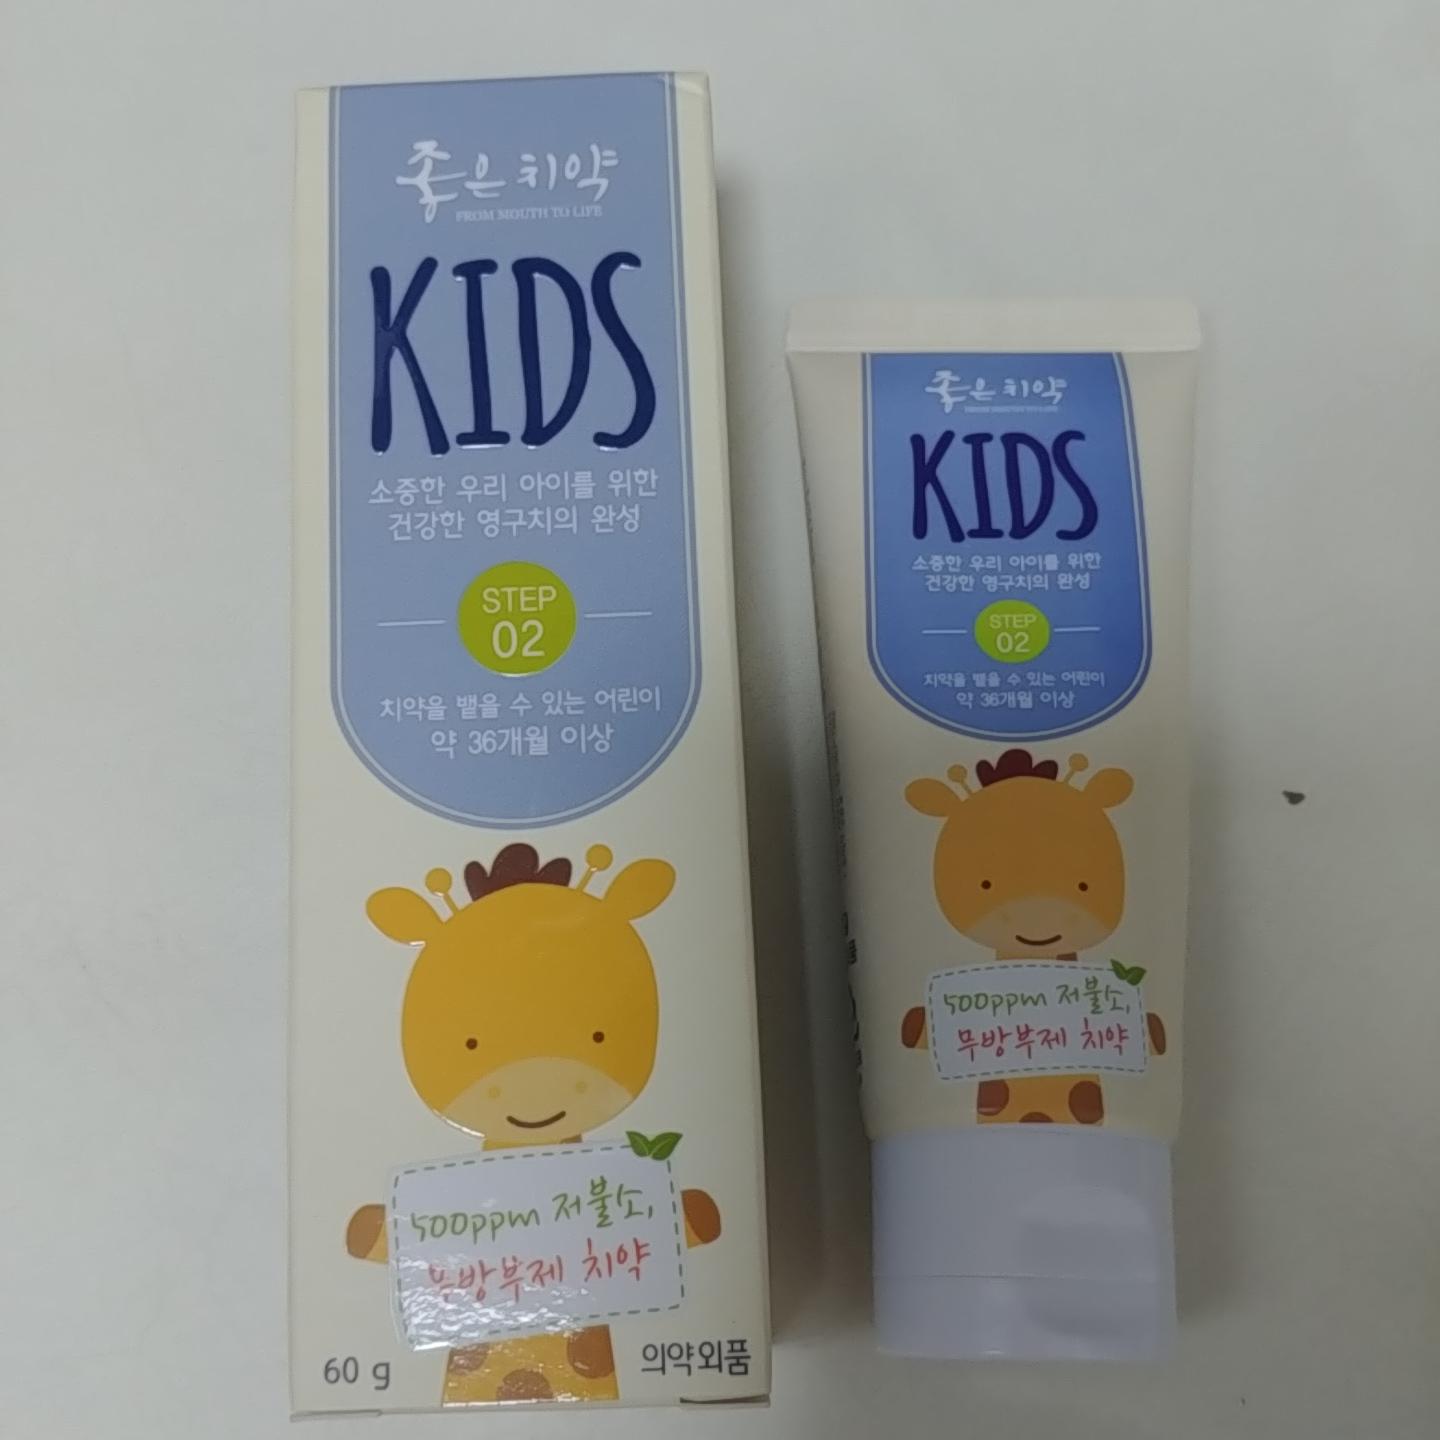 좋은 치약
FROM MOUTH TO LIFE
KIDS
소중한 우리 아이를 위한
건강한 영구치의 완성
STEP
02
치약을 뱉을 수 있는 어린이
약 36개월 이상
500ppm 저불소,
무방부제 치약
60 g
의약외품
좋은 치약
FROM MOUTH TO LIFE
KIDS
소중한 우리 아이를 위한
건강한 영구치의 완성
STEP
02
치약을 뱉을 수 있는 어린이
약 36개월 이상
500ppm 저불소,
무방부제 치약